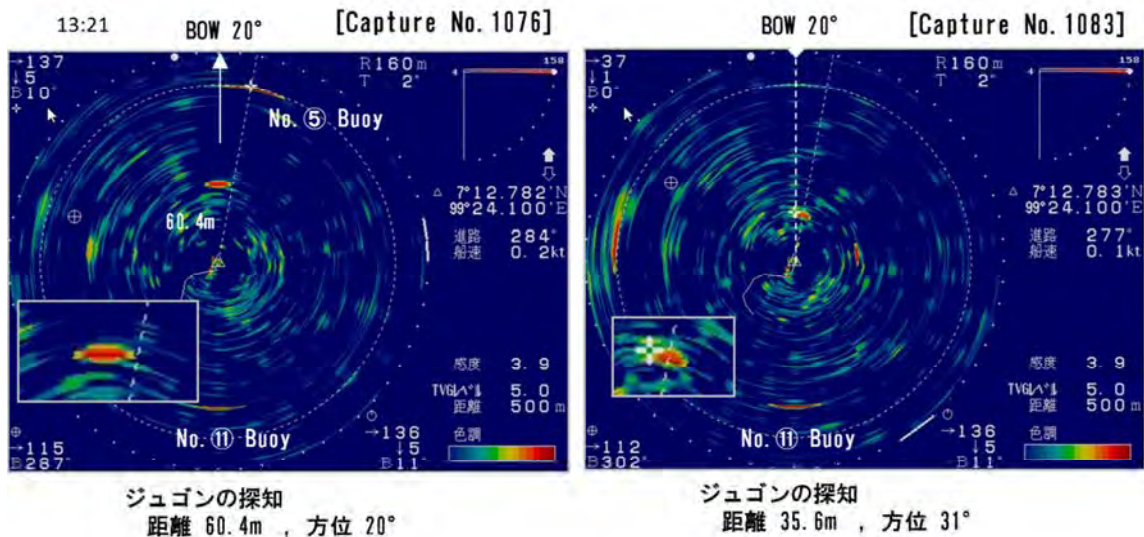 13:21
BOW 20°
[Capture No. 1076]
→137
↓5
B10°
R160m
T 2°
158
4
No. ⑤ Buoy
60.4m
△ 7°12.782'N
99°24.100'E
進路 284°
船速 0.2kt
感度 3.9
TVGレベル 5.0
距離 500m
色調
No. ⑪ Buoy
→115
↓5
B287°
→136
↓5
B11°
ジュゴンの探知
距離 60.4m , 方位 20°
BOW 20°
[Capture No. 1083]
→37
↓1
B0°
R160m
T 2°
158
4
△ 7°12.783'N
99°24.100'E
進路 277°
船速 0.1kt
感度 3.9
TVGレベル 5.0
距離 500m
色調
No. ⑪ Buoy
→112
↓5
B302°
→136
↓5
B11°
ジュゴンの探知
距離 35.6m , 方位 31°